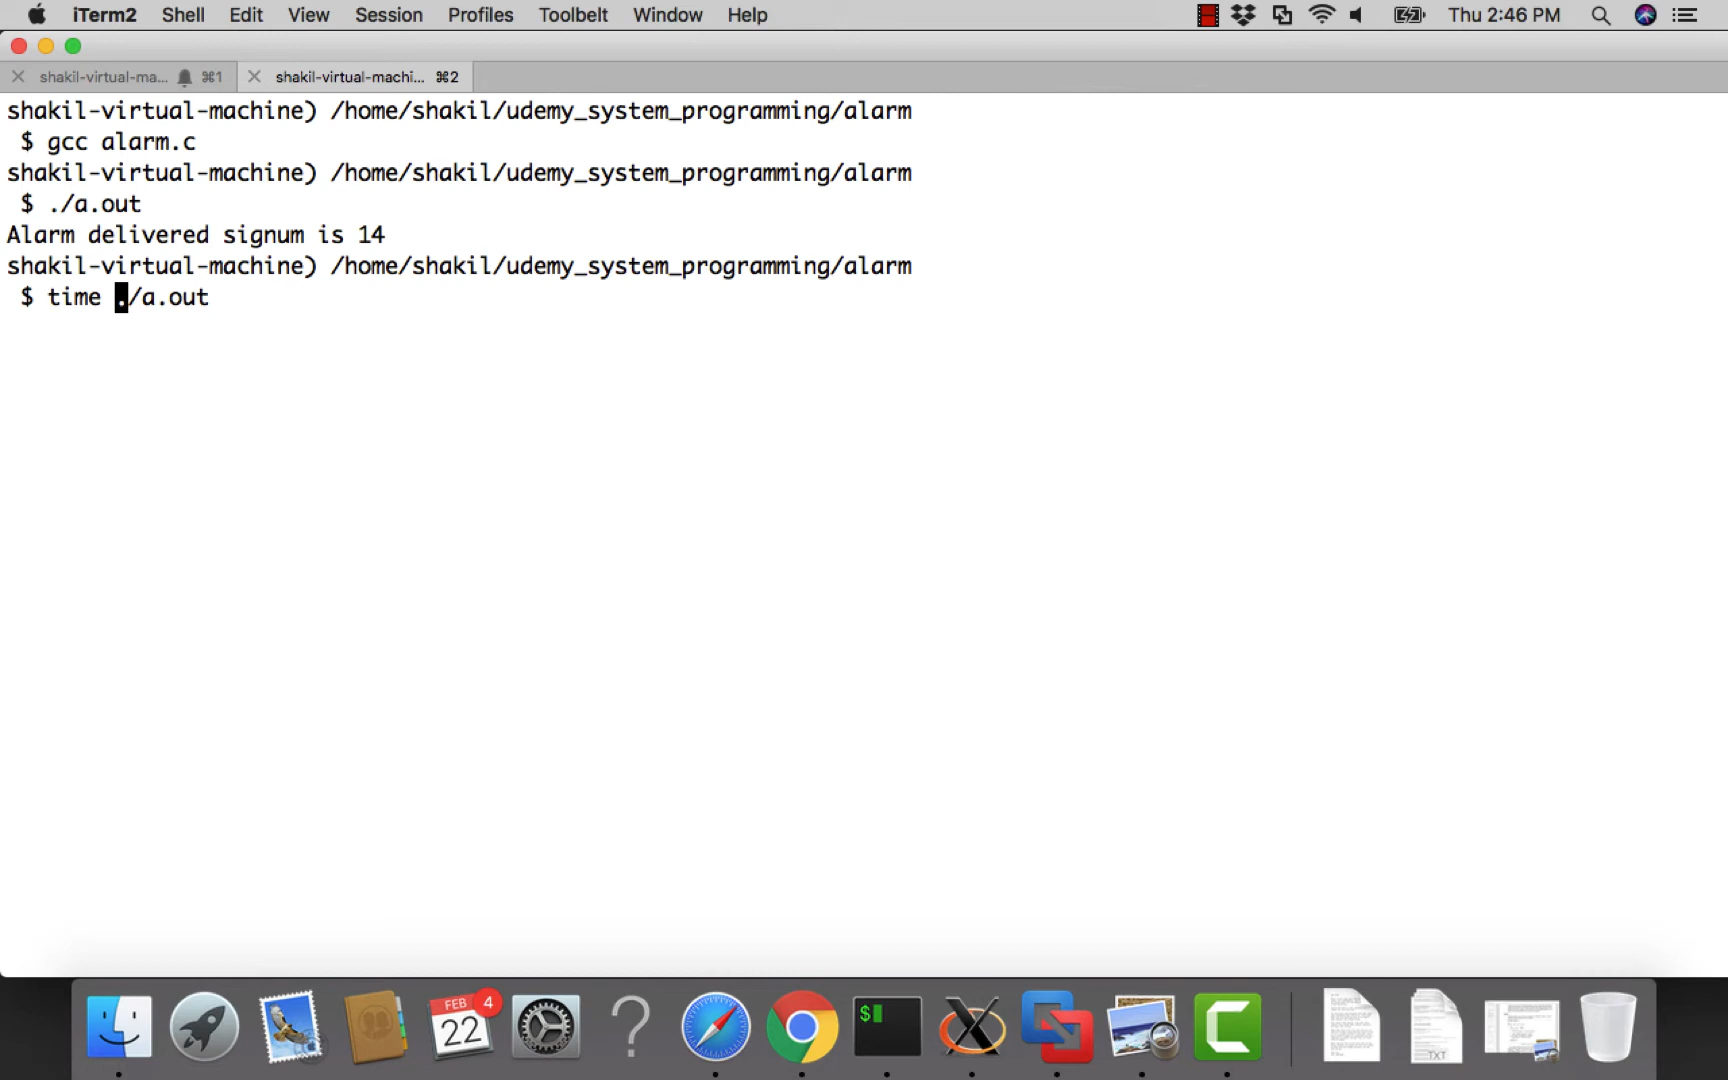 iTerm2 Shell Edit View Session Profiles Toolbelt Window Help Thu 2:46 PM
shakil-virtual-ma... ⌘1 shakil-virtual-machi... ⌘2
shakil-virtual-machine) /home/shakil/udemy_system_programming/alarm
$ gcc alarm.c
shakil-virtual-machine) /home/shakil/udemy_system_programming/alarm
$ ./a.out
Alarm delivered signum is 14
shakil-virtual-machine) /home/shakil/udemy_system_programming/alarm
$ time ./a.out
FEB 4
22
$
TXT